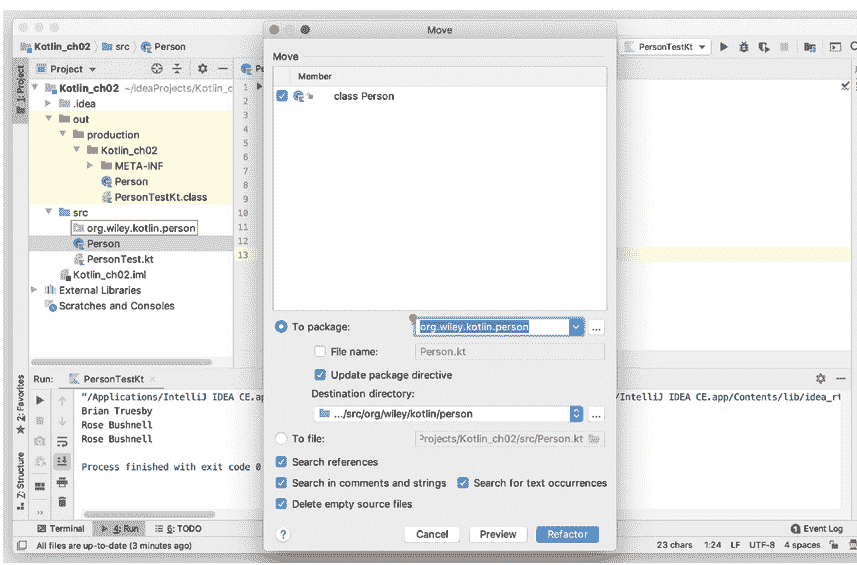 Move
Kotlin_ch02 src Person
PersonTestKt
Project
1: Project
Kotlin_ch02 ~/IdeaProjects/Kotlin_c
.idea
out
production
Kotlin_ch02
META-INF
Person
PersonTestKt.class
src
org.wiley.kotlin.person
Person
PersonTest.kt
Kotlin_ch02.iml
External Libraries
Scratches and Consoles
1
2
3
4
5
6
7
8
9
10
11
12
13
Move
Member
class Person
To package: org.wiley.kotlin.person ...
File name: Person.kt
Update package directive
Destination directory:
.../src/org/wiley/kotlin/person ...
To file: Projects/Kotlin_ch02/src/Person.kt
Search references
Search in comments and strings Search for text occurrences
Delete empty source files
? Cancel Preview Refactor
2: Favorites
Z: Structure
Run: PersonTestKt
"/Applications/IntelliJ IDEA CE.ap
/IntelliJ IDEA CE.app/Contents/lib/idea_rt
Brian Truesby
Rose Bushnell
Rose Bushnell
Process finished with exit code 0
Terminal 4: Run 6: TODO
Event Log
All files are up-to-date (3 minutes ago)
23 chars 1:24 LF UTF-8 4 spaces